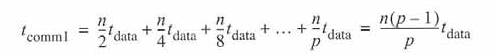 t_comm1 = n/2 t_data + n/4 t_data + n/8 t_data + … + n/p t_data = n(p − 1)/p t_data